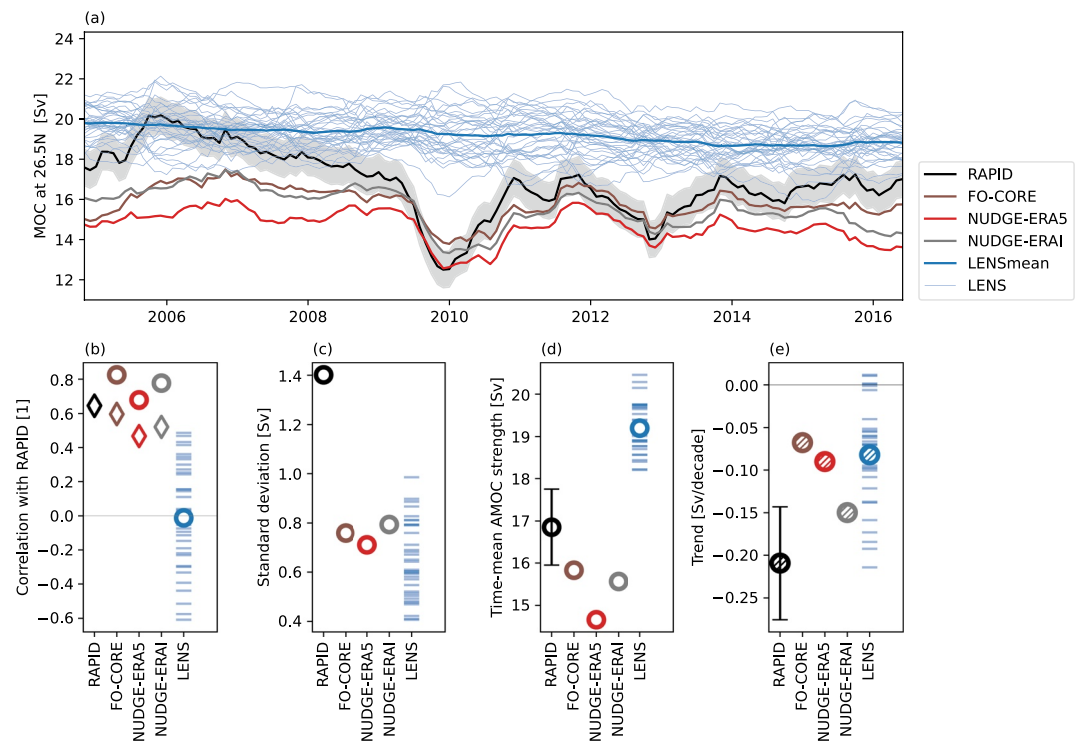 (a)
MOC at 26.5N [Sv]
24
22
20
18
16
14
12
2006
2008
2010
2012
2014
2016
RAPID
FO-CORE
NUDGE-ERA5
NUDGE-ERAI
LENSmean
LENS
(b)
Correlation with RAPID [1]
0.8
0.6
0.4
0.2
0.0
−0.2
−0.4
−0.6
RAPID
FO-CORE
NUDGE-ERA5
NUDGE-ERAI
LENS
(c)
Standard deviation [Sv]
1.4
1.2
1.0
0.8
0.6
0.4
RAPID
FO-CORE
NUDGE-ERA5
NUDGE-ERAI
LENS
(d)
Time-mean AMOC strength [Sv]
20
19
18
17
16
15
RAPID
FO-CORE
NUDGE-ERA5
NUDGE-ERAI
LENS
(e)
Trend [Sv/decade]
0.00
−0.05
−0.10
−0.15
−0.20
−0.25
RAPID
FO-CORE
NUDGE-ERA5
NUDGE-ERAI
LENS